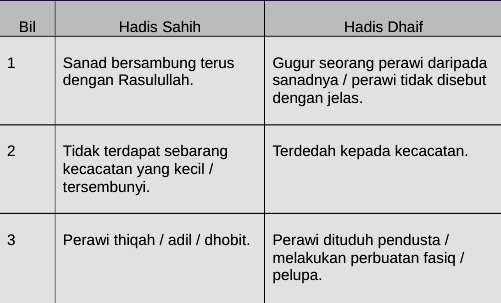 Bil Hadis Sahih Hadis Dhaif
1 Sanad bersambung terus Gugur seorang perawi daripada
dengan Rasulullah. sanadnya / perawi tidak disebut
dengan jelas.
2 Tidak terdapat sebarang Terdedah kepada kecacatan.
kecacatan yang kecil /
tersembunyi.
3 Perawi thiqah / adil / dhobit. Perawi dituduh pendusta /
melakukan perbuatan fasiq /
pelupa.